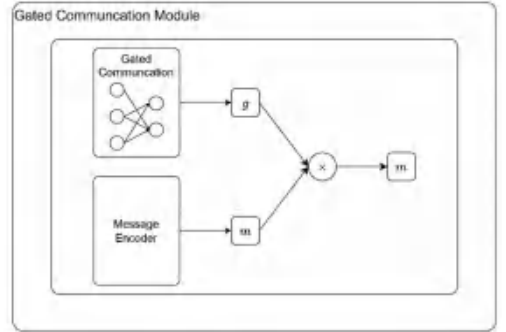 Gated Communcation Module
Gated
Communcation
g
×
m
Message
Encoder
m